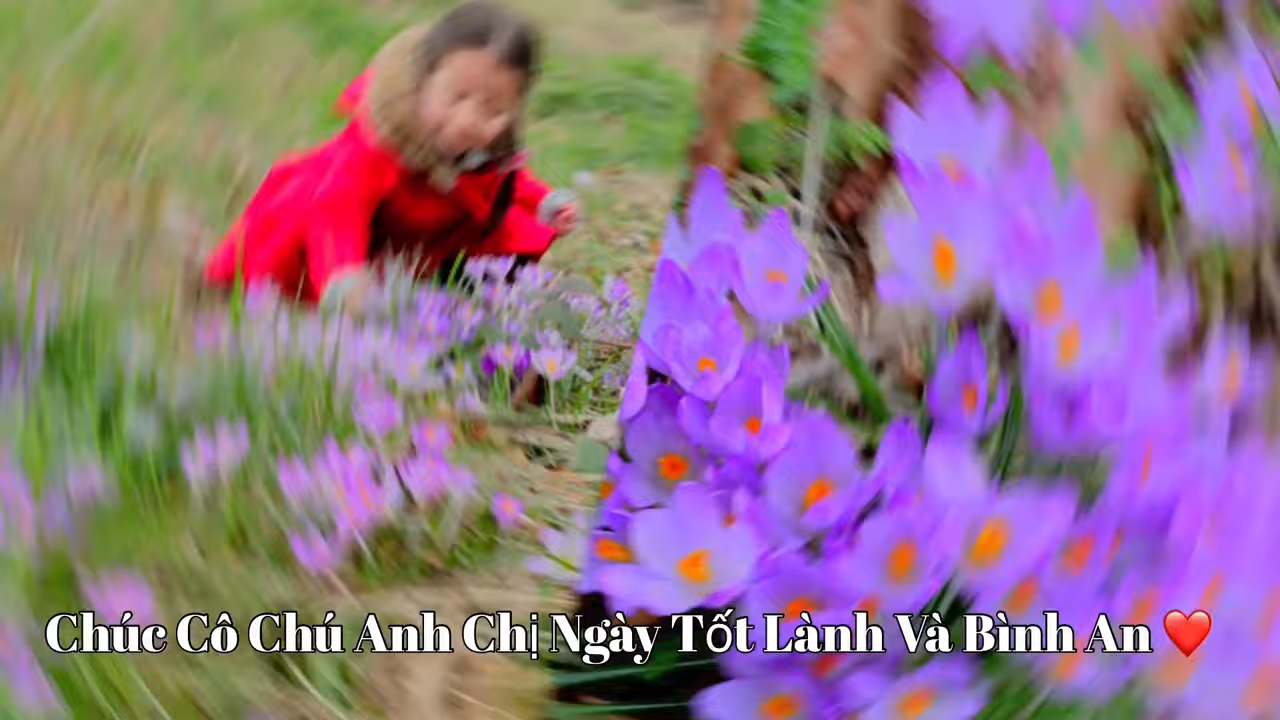 Chúc Cô Chú Anh Chị Ngày Tốt Lành Và Bình An ❤️